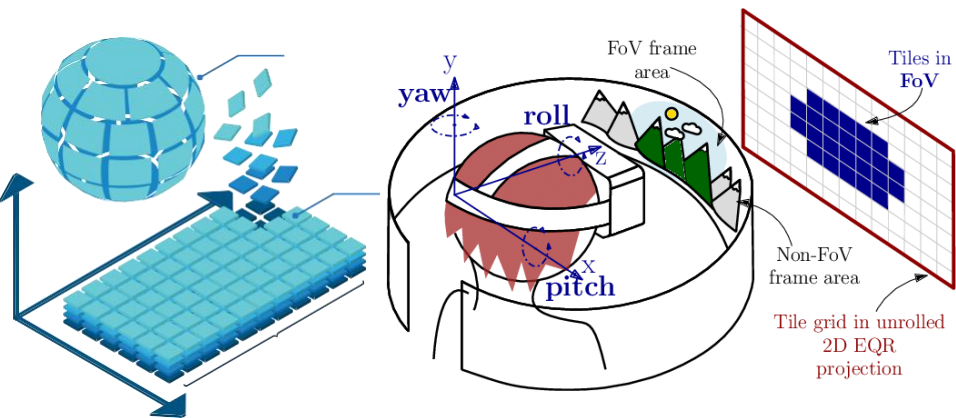 y
yaw
roll
z
x
pitch
FoV frame
area
Non-FoV
frame area
Tiles in
FoV
Tile grid in unrolled
2D EQR
projection